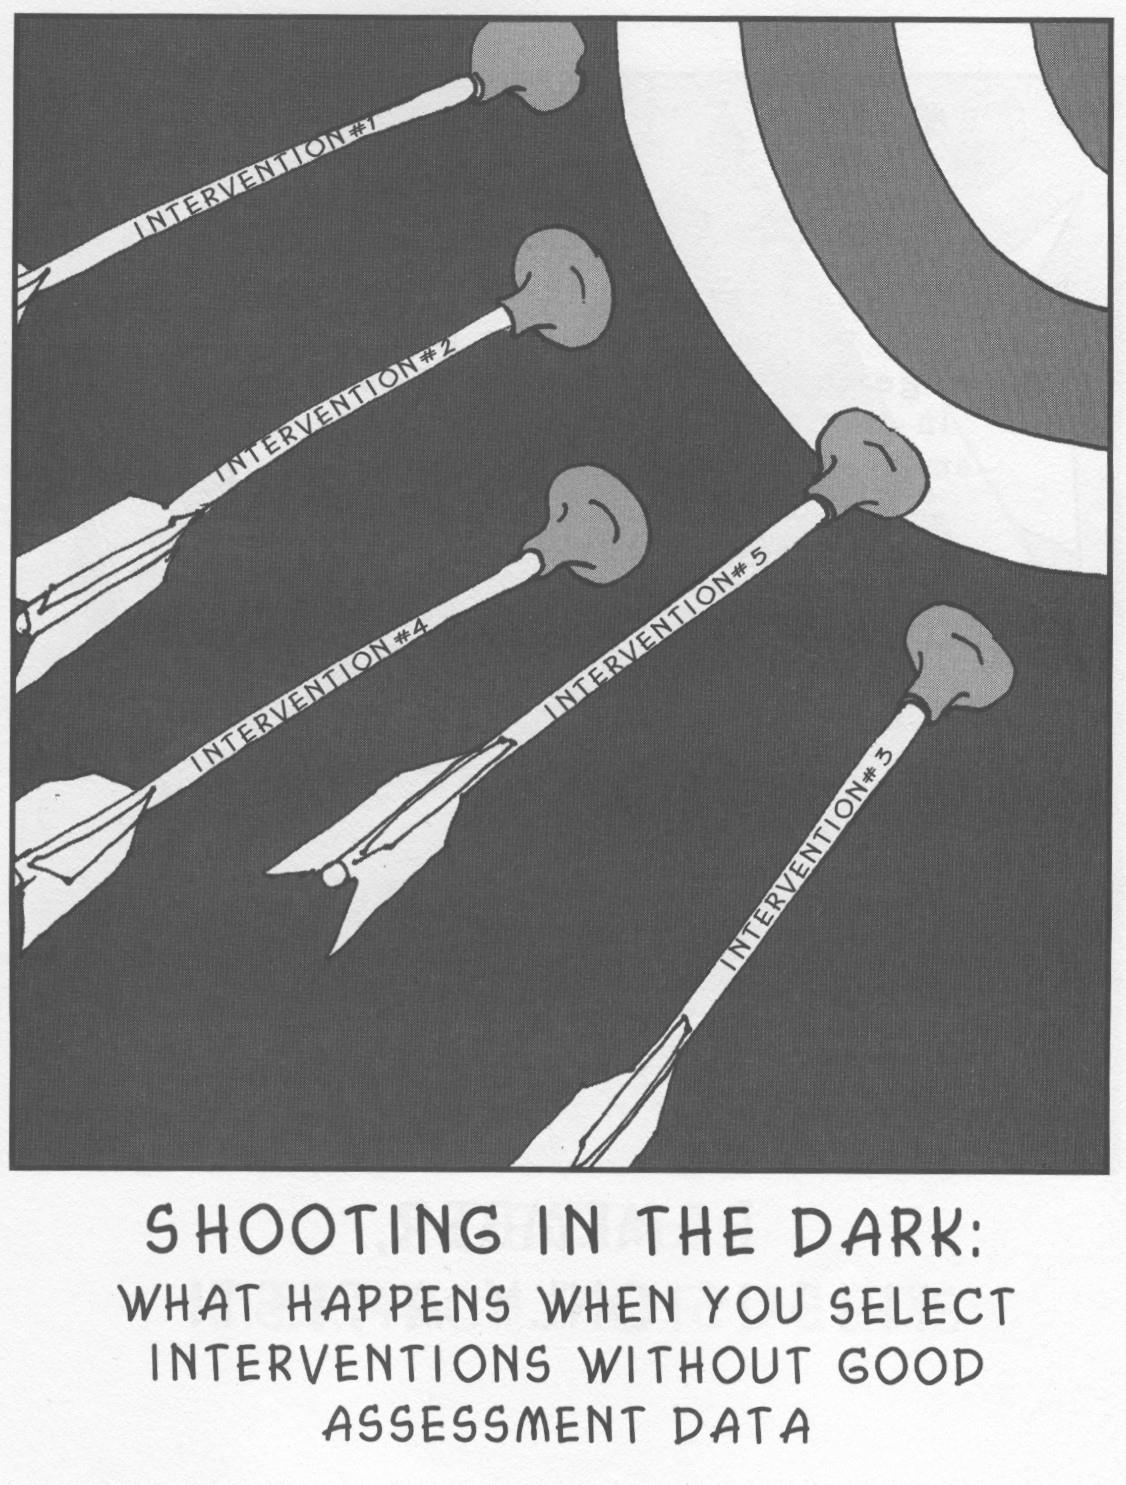 INTERVENTION #1
INTERVENTION #2
INTERVENTION #4
INTERVENTION # 5
INTERVENTION # 3
SHOOTING IN THE DARK:
WHAT HAPPENS WHEN YOU SELECT
INTERVENTIONS WITHOUT GOOD
ASSESSMENT DATA